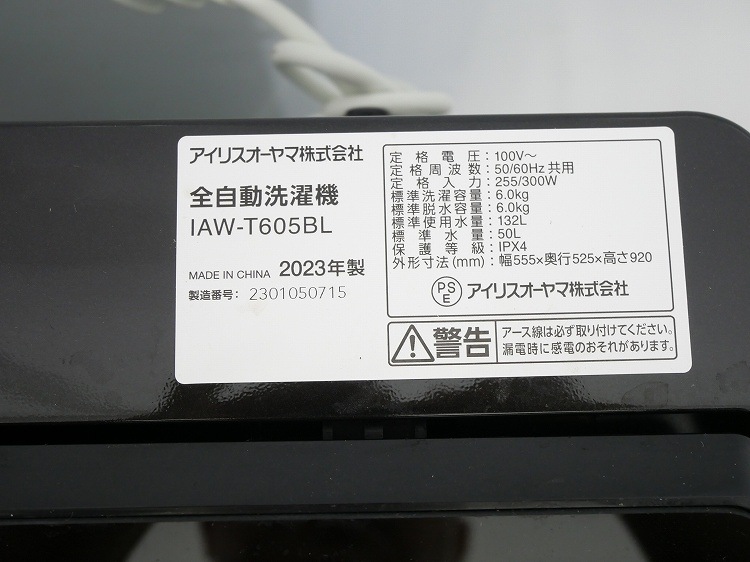 アイリスオーヤマ株式会社
全自動洗濯機
IAW-T605BL
MADE IN CHINA 2023年製
製造番号: 2301050715
定格電圧:100V～
定格周波数:50/60Hz共用
定格入力:255/300W
標準洗濯容量:6.0kg
標準脱水容量:6.0kg
標準使用水量:132L
標準水量:50L
保護等級:IPX4
外形寸法(mm):幅555×奥行525×高さ920
PSE アイリスオーヤマ株式会社
警告
アース線は必ず取り付けてください。
漏電時に感電のおそれがあります。